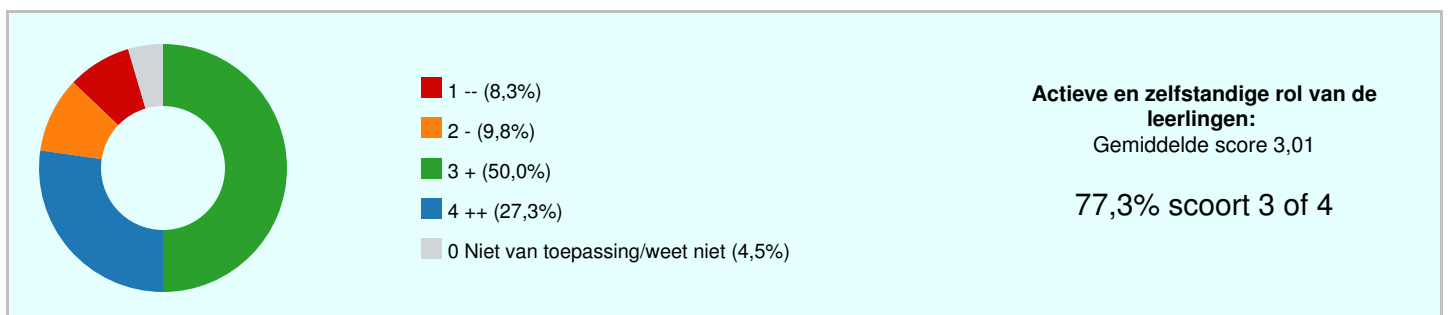 1 -- (8,3%)
2 - (9,8%)
3 + (50,0%)
4 ++ (27,3%)
0 Niet van toepassing/weet niet (4,5%)
Actieve en zelfstandige rol van de
leerlingen:
Gemiddelde score 3,01
77,3% scoort 3 of 4